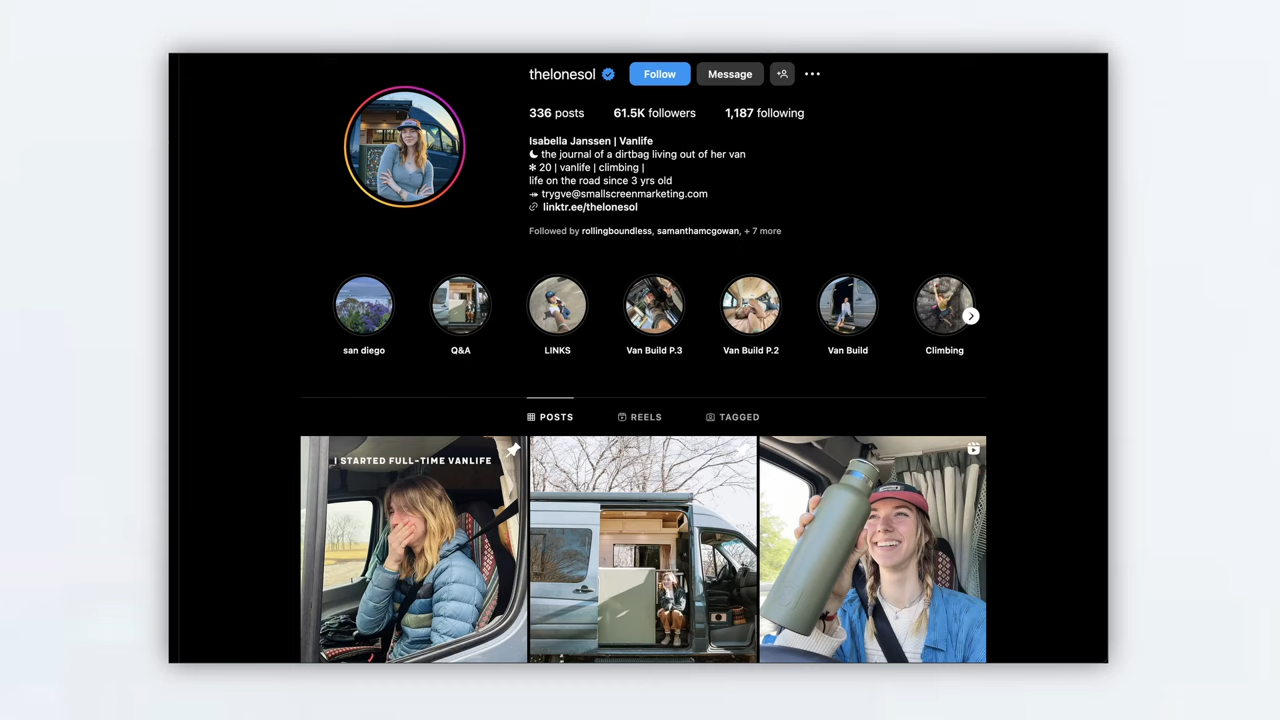 thelonesol Follow Message
336 posts 61.5K followers 1,187 following
Isabella Janssen | Vanlife
the journal of a dirtbag living out of her van
20 | vanlife | climbing |
life on the road since 3 yrs old
trygve@smallscreenmarketing.com
linktr.ee/thelonesol
Followed by rollingboundless, samanthamcgowan, + 7 more
san diego Q&A LINKS Van Build P.3 Van Build P.2 Van Build Climbing
POSTS REELS TAGGED
I STARTED FULL-TIME VANLIFE